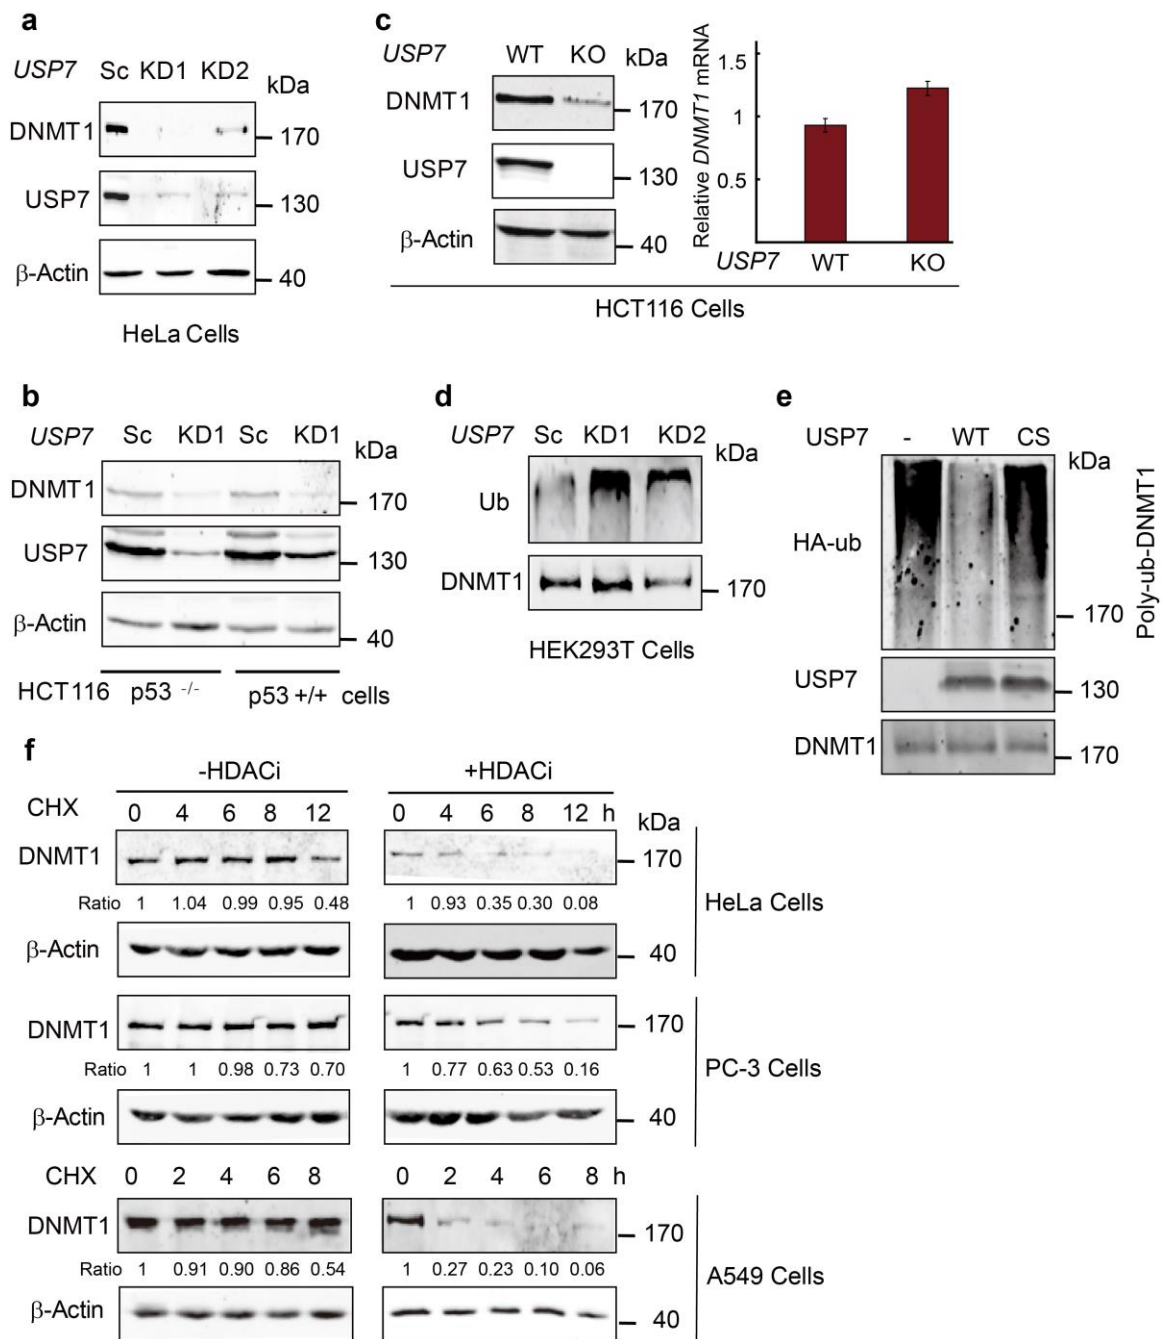 a
USP7 Sc KD1 KD2 kDa
DNMT1 170
USP7 130
β-Actin 40
HeLa Cells
c
USP7 WT KO kDa
DNMT1 170
USP7 130
β-Actin 40
Relative DNMT1 mRNA
1.5
1
0.5
USP7 WT KO
HCT116 Cells
b
USP7 Sc KD1 Sc KD1 kDa
DNMT1 170
USP7 130
β-Actin 40
HCT116 p53 -/- p53 +/+ cells
d
USP7 Sc KD1 KD2 kDa
Ub
DNMT1 170
HEK293T Cells
e
USP7 - WT CS kDa
HA-ub 170
Poly-ub-DNMT1
USP7 130
DNMT1 170
f
-HDACi +HDACi
CHX 0 4 6 8 12 0 4 6 8 12 h
kDa
DNMT1 170
Ratio 1 1.04 0.99 0.95 0.48 1 0.93 0.35 0.30 0.08
HeLa Cells
β-Actin 40
DNMT1 170
Ratio 1 1 0.98 0.73 0.70 1 0.77 0.63 0.53 0.16
PC-3 Cells
β-Actin 40
CHX 0 2 4 6 8 0 2 4 6 8 h
DNMT1 170
Ratio 1 0.91 0.90 0.86 0.54 1 0.27 0.23 0.10 0.06
A549 Cells
β-Actin 40